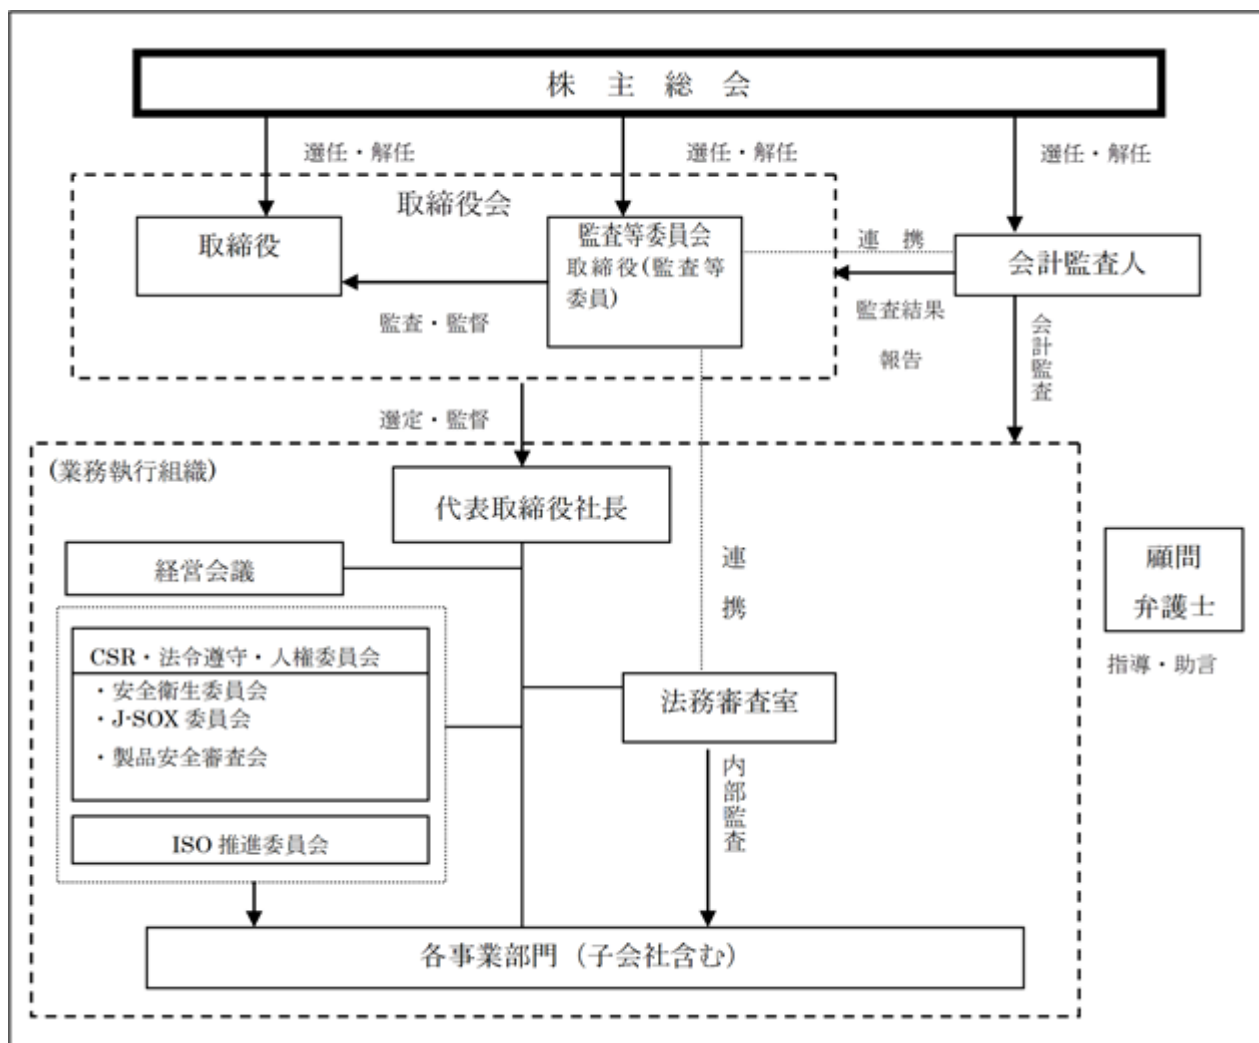 株 主 総 会
選任・解任
選任・解任
選任・解任
取締役会
取締役
監査等委員会
取締役(監査等
委員)
連 携
会計監査人
監査・監督
監査結果
報告
会計監査
選定・監督
(業務執行組織)
代表取締役社長
経営会議
連 携
顧問
弁護士
指導・助言
CSR・法令遵守・人権委員会
・安全衛生委員会
・J-SOX 委員会
・製品安全審査会
法務審査室
内部監査
ISO 推進委員会
各事業部門(子会社含む)